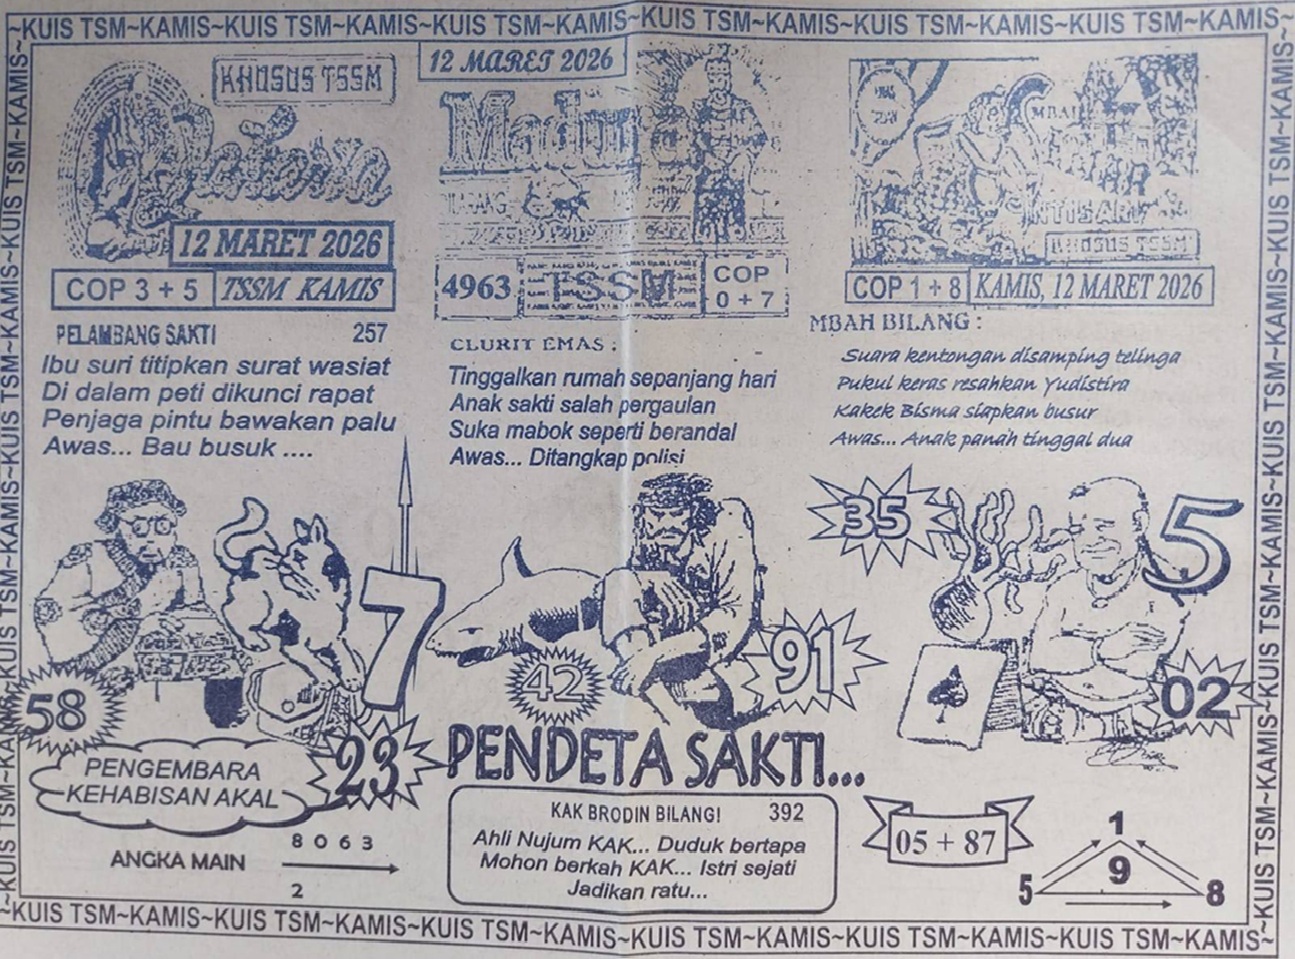 ~KUIS TSM~KAMIS~KUIS TSM~KAMIS~KUIS TSM~KAMIS~KUIS TSM~KAMIS~KUIS TSM~KAMIS~KUIS TSM~KAMIS~
KHUSUS TSSM
12 MARET 2026
COP 3 + 5
TSSM KAMIS
PELAMBANG SAKTI
257
Ibu suri titipkan surat wasiat
Di dalam peti dikunci rapat
Penjaga pintu bawakan palu
Awas... Bau busuk ....
7
58
23
PENGEMBARA
KEHABISAN AKAL
8 0 6 3
ANGKA MAIN
2
12 MARET 2026
Madura
4963
TSSM
COP
0 + 7
CLURIT EMAS :
Tinggalkan rumah sepanjang hari
Anak sakti salah pergaulan
Suka mabok seperti berandal
Awas... Ditangkap polisi
42
91
PENDETA SAKTI...
KAK BRODIN BILANG!
392
Ahli Nujum KAK... Duduk bertapa
Mohon berkah KAK... Istri sejati
Jadikan ratu...
MBAH
INTISARI
KHUSUS TSSM
COP 1 + 8
KAMIS, 12 MARET 2026
MBAH BILANG :
Suara kentongan disamping telinga
Pukul keras resahkan Yudistira
Kakek Bisma siapkan busur
Awas... Anak panah tinggal dua
35
5
02
05 + 87
1
9
5
8
~KUIS TSM~KAMIS~KUIS TSM~KAMIS~KUIS TSM~KAMIS~KUIS TSM~KAMIS~KUIS TSM~KAMIS~KUIS TSM~KAMIS~